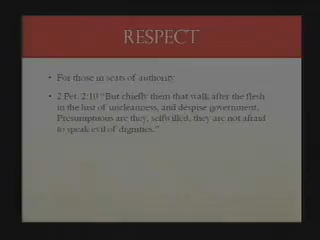 RESPECT
• For those in seats of authority
• 2 Pet. 2:10 "But chiefly them that walk after the flesh
in the lust of uncleanness, and despise government.
Presumptuous are they, selfwilled, they are not afraid
to speak evil of dignities."